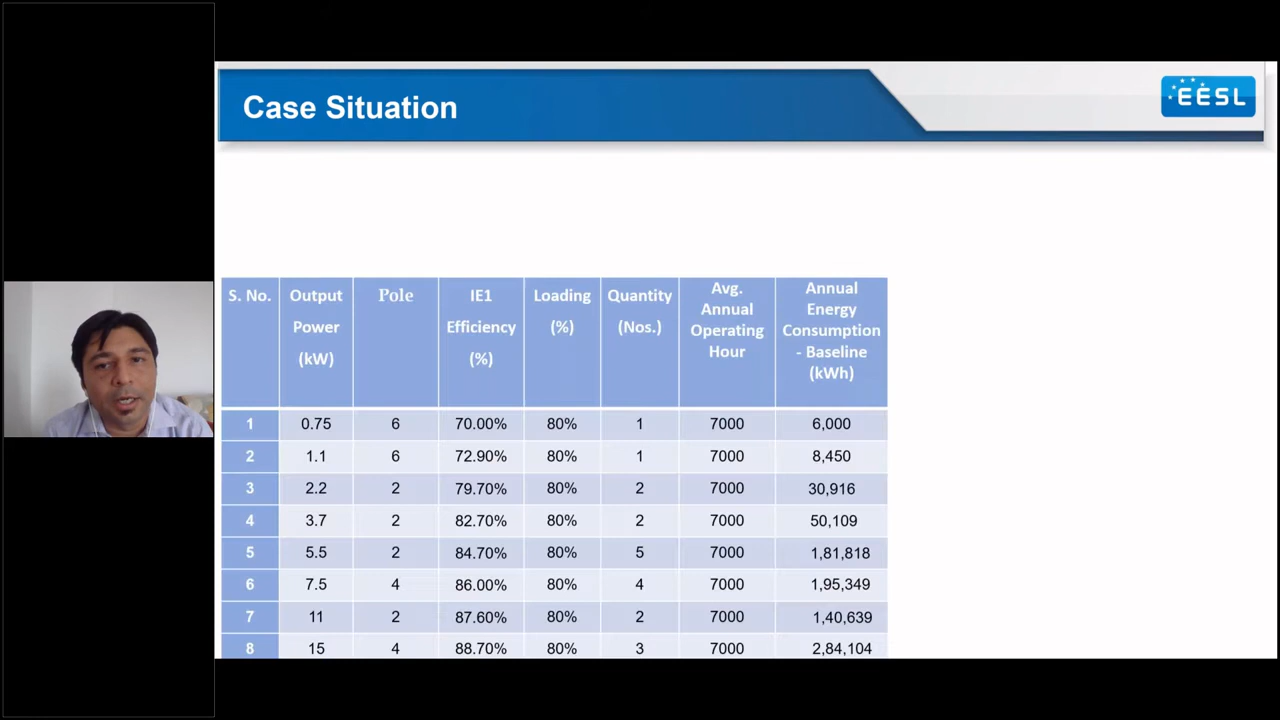 Case Situation
EESL
S. No. Output Power (kW) Pole IE1 Efficiency (%) Loading (%) Quantity (Nos.) Avg. Annual Operating Hour Annual Energy Consumption - Baseline (kWh)
1 0.75 6 70.00% 80% 1 7000 6,000
2 1.1 6 72.90% 80% 1 7000 8,450
3 2.2 2 79.70% 80% 2 7000 30,916
4 3.7 2 82.70% 80% 2 7000 50,109
5 5.5 2 84.70% 80% 5 7000 1,81,818
6 7.5 4 86.00% 80% 4 7000 1,95,349
7 11 2 87.60% 80% 2 7000 1,40,639
8 15 4 88.70% 80% 3 7000 2,84,104